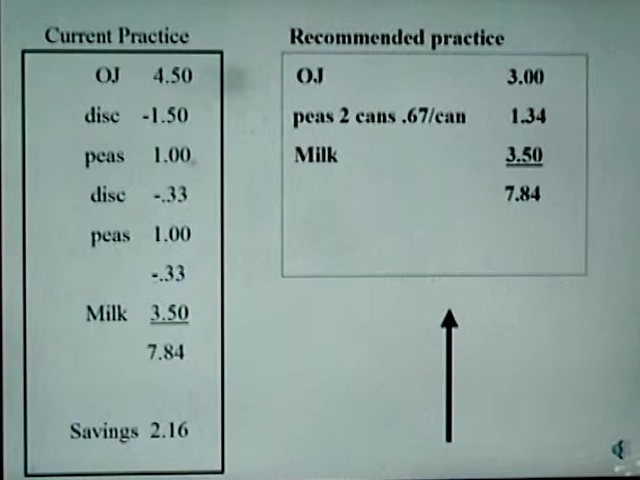 Current Practice
OJ 4.50
disc -1.50
peas 1.00
disc -.33
peas 1.00
-.33
Milk 3.50
7.84
Savings 2.16
Recommended practice
OJ 3.00
peas 2 cans .67/can 1.34
Milk 3.50
7.84